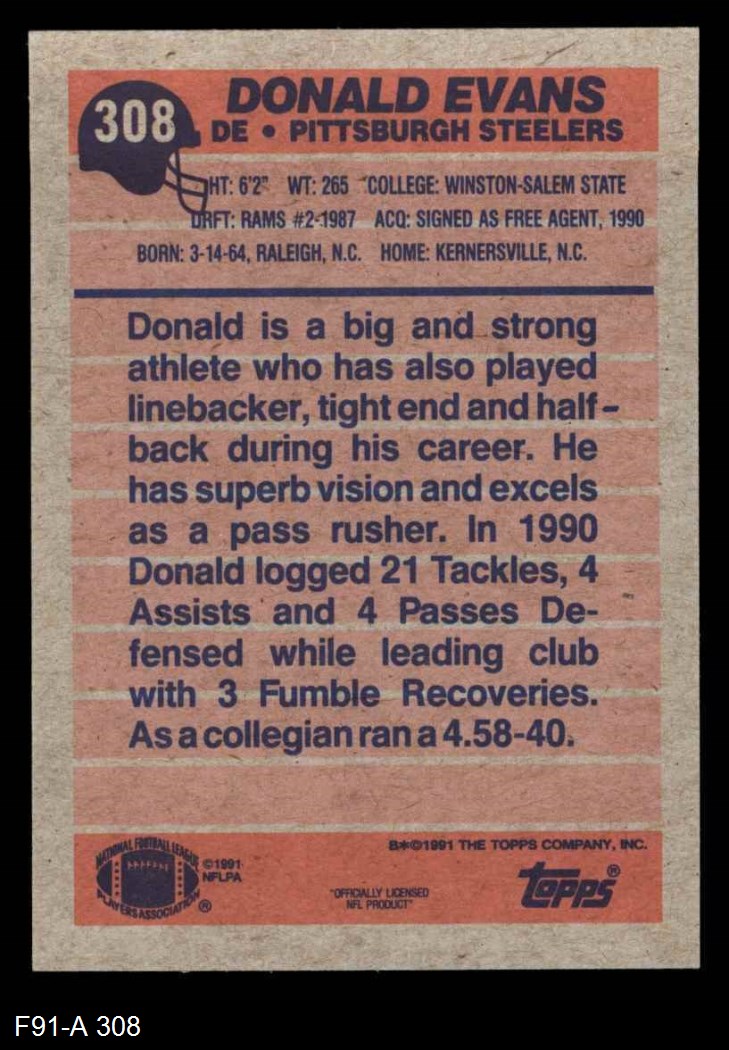 308
DONALD EVANS
DE • PITTSBURGH STEELERS
HT: 6'2" WT: 265 COLLEGE: WINSTON-SALEM STATE
DRFT: RAMS #2-1987 ACQ: SIGNED AS FREE AGENT, 1990
BORN: 3-14-64, RALEIGH, N.C. HOME: KERNERSVILLE, N.C.
Donald is a big and strong
athlete who has also played
linebacker, tight end and half-
back during his career. He
has superb vision and excels
as a pass rusher. In 1990
Donald logged 21 Tackles, 4
Assists and 4 Passes De-
fensed while leading club
with 3 Fumble Recoveries.
As a collegian ran a 4.58-40.
NATIONAL FOOTBALL LEAGUE
PLAYERS ASSOCIATION ®
©1991
NFLPA
"OFFICIALLY LICENSED
NFL PRODUCT"
B*©1991 THE TOPPS COMPANY, INC.
topps®
F91-A 308